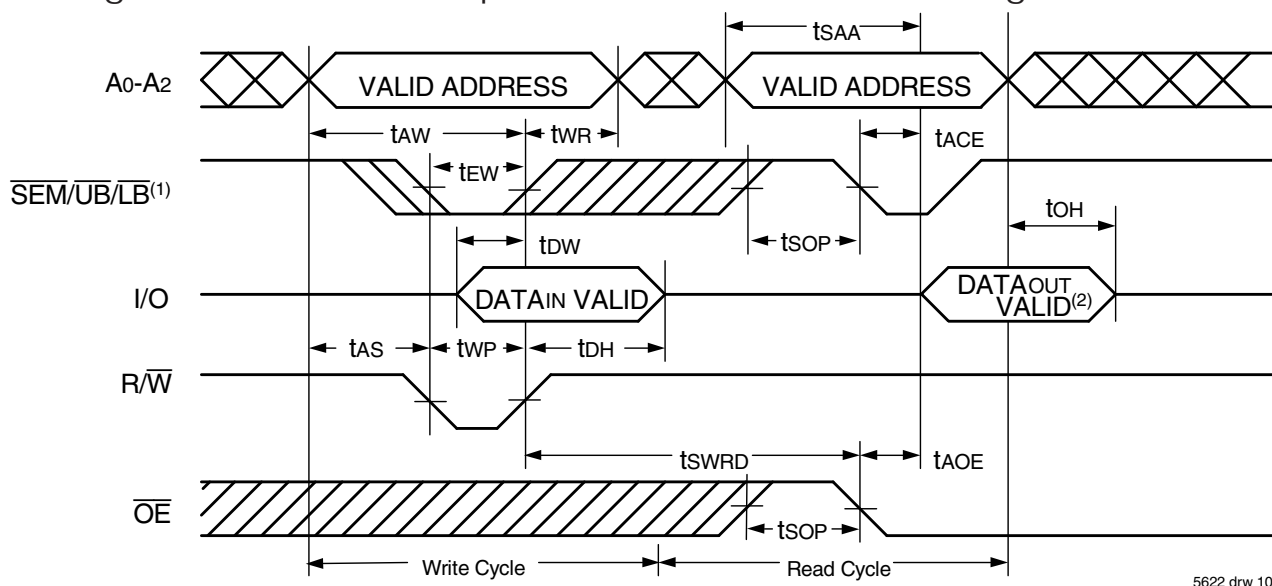 tSAA
A0-A2
VALID ADDRESS
VALID ADDRESS
tAW
tWR
tACE
tEW
SEM/UB/LB(1)
tOH
tDW
tSOP
I/O
DATAIN VALID
DATAOUT
VALID(2)
tAS
tWP
tDH
R/W
tSWRD
tAOE
OE
tSOP
Write Cycle
Read Cycle
5622 drw 10